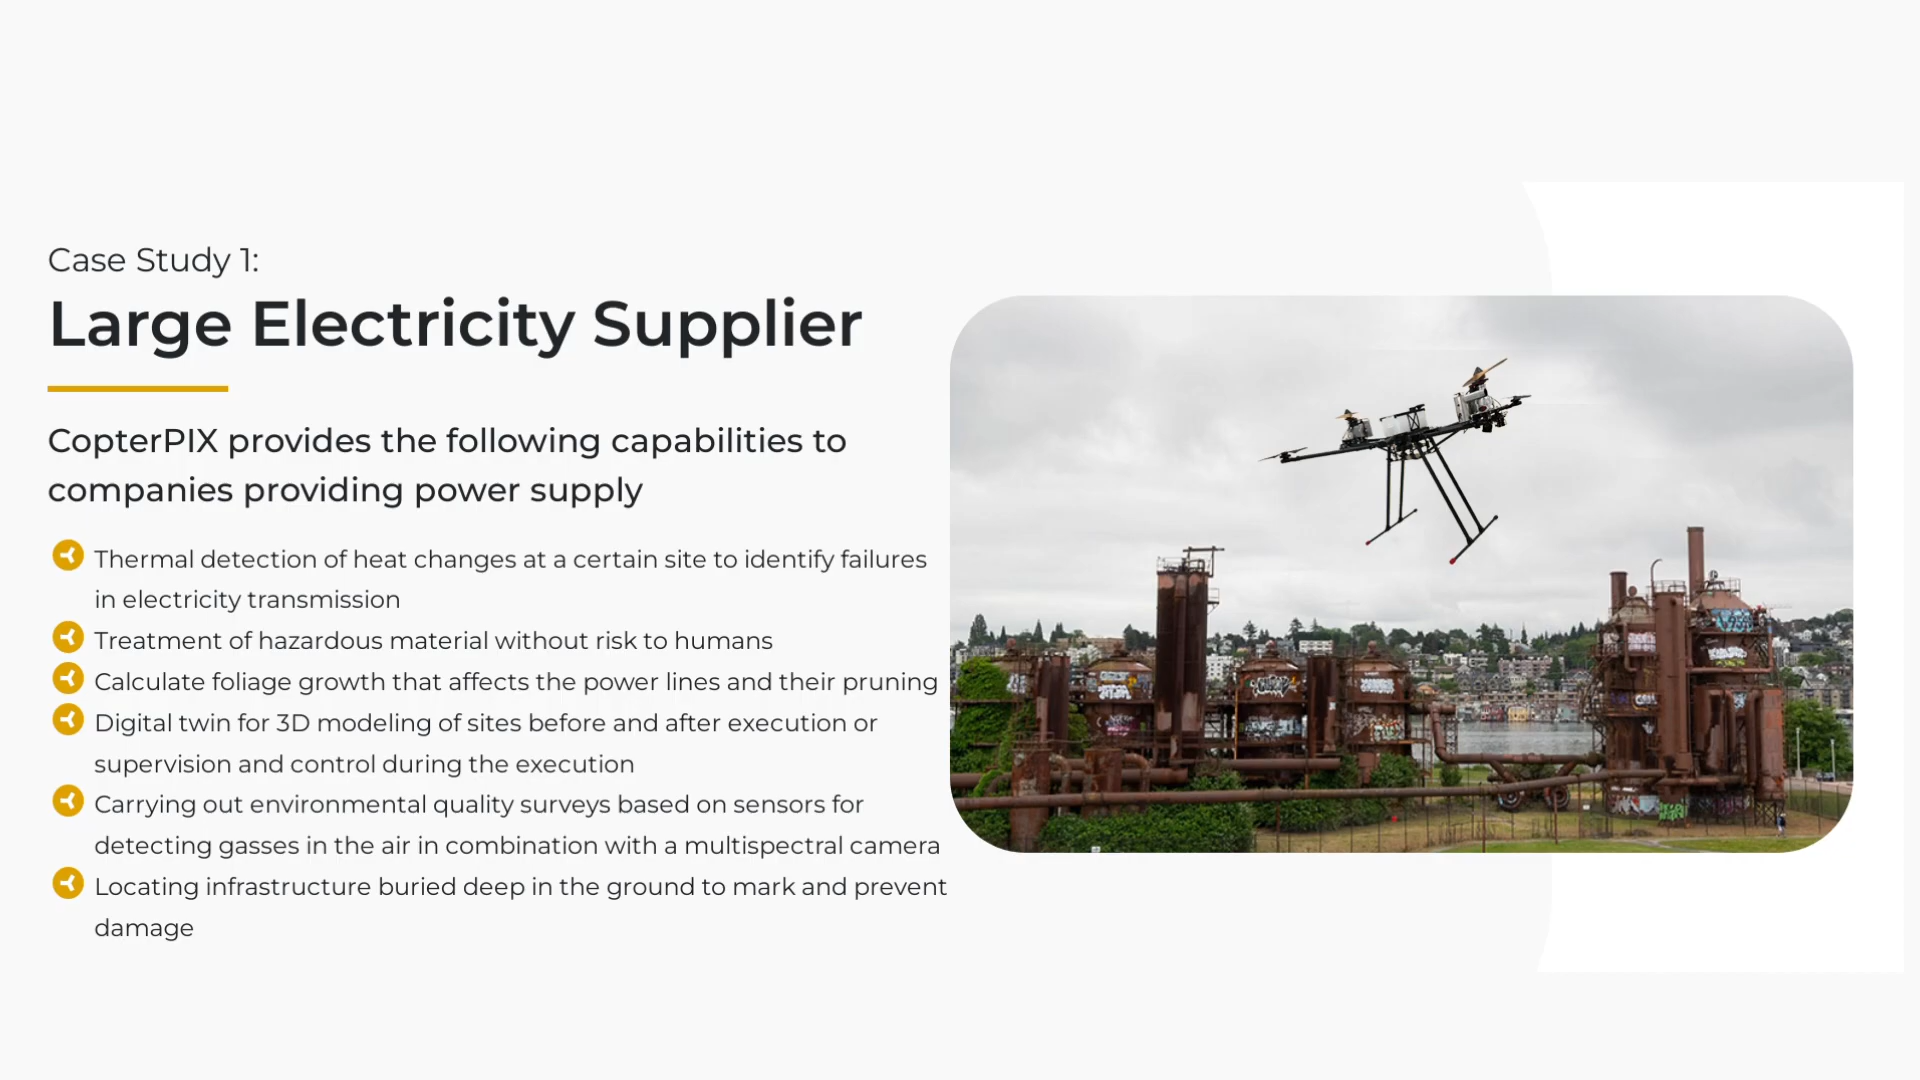 Case Study 1:
Large Electricity Supplier
CopterPIX provides the following capabilities to
companies providing power supply
Thermal detection of heat changes at a certain site to identify failures
in electricity transmission
Treatment of hazardous material without risk to humans
Calculate foliage growth that affects the power lines and their pruning
Digital twin for 3D modeling of sites before and after execution or
supervision and control during the execution
Carrying out environmental quality surveys based on sensors for
detecting gasses in the air in combination with a multispectral camera
Locating infrastructure buried deep in the ground to mark and prevent
damage